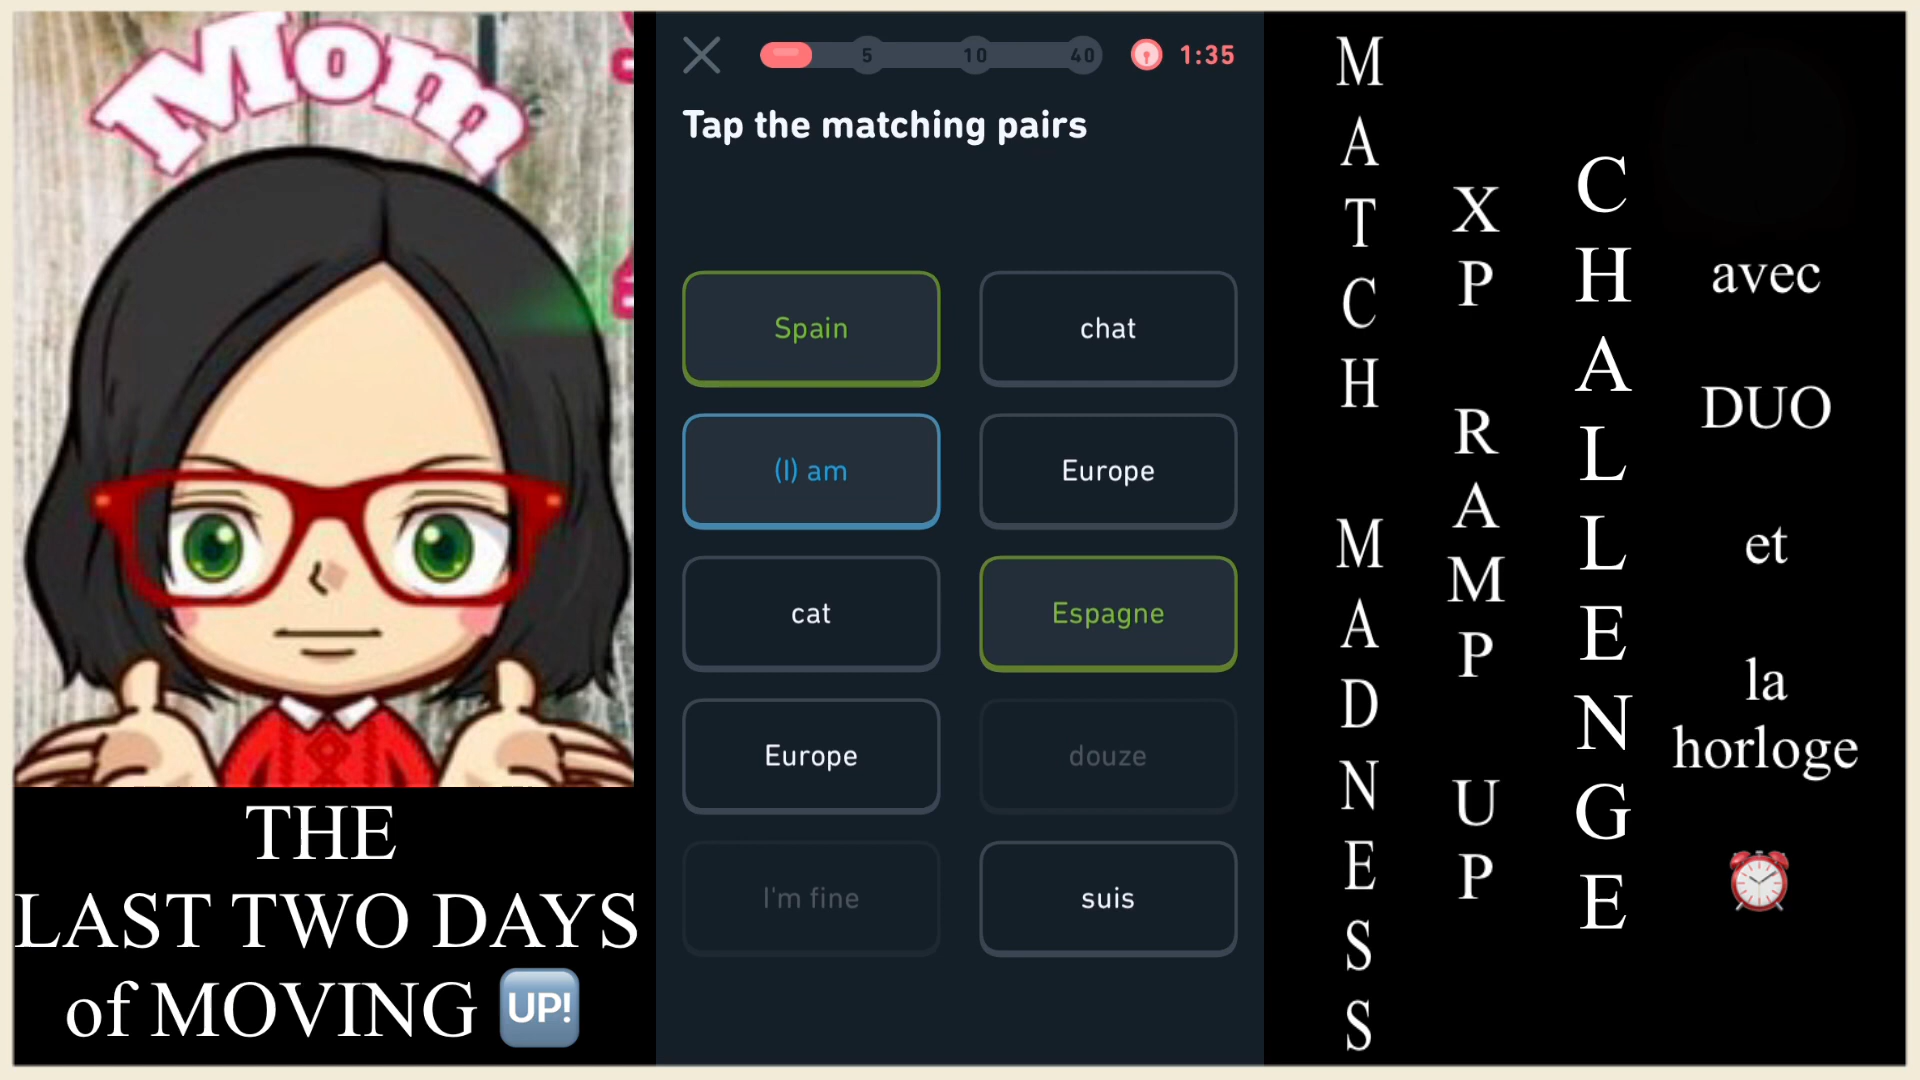 Mom
THE
LAST TWO DAYS
of MOVING UP!
5
10
40
1:35
Tap the matching pairs
Spain
chat
(I) am
Europe
cat
Espagne
Europe
douze
I'm fine
suis
MATCH MADNESS
XP RAMP UP
CHALLENGE
avec
DUO
et
la
horloge